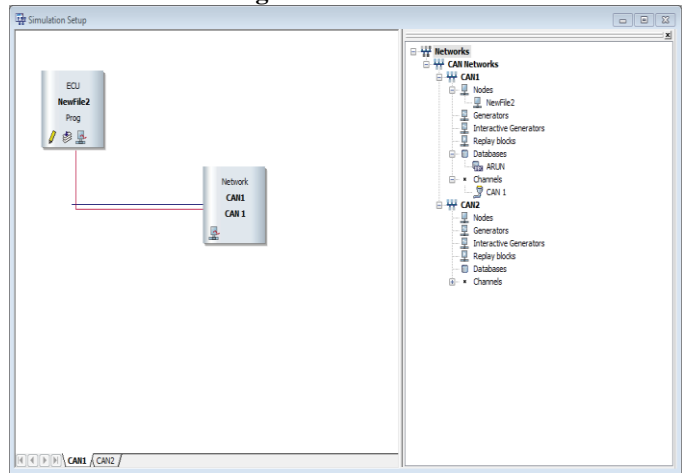 Simulation Setup
ECU
NewFile2
Prog
Network
CAN1
CAN 1
CAN1
CAN2
Networks
CAN Networks
CAN1
Nodes
NewFile2
Generators
Interactive Generators
Replay blocks
Databases
ARUN
Channels
CAN 1
CAN2
Nodes
Generators
Interactive Generators
Replay blocks
Databases
Channels